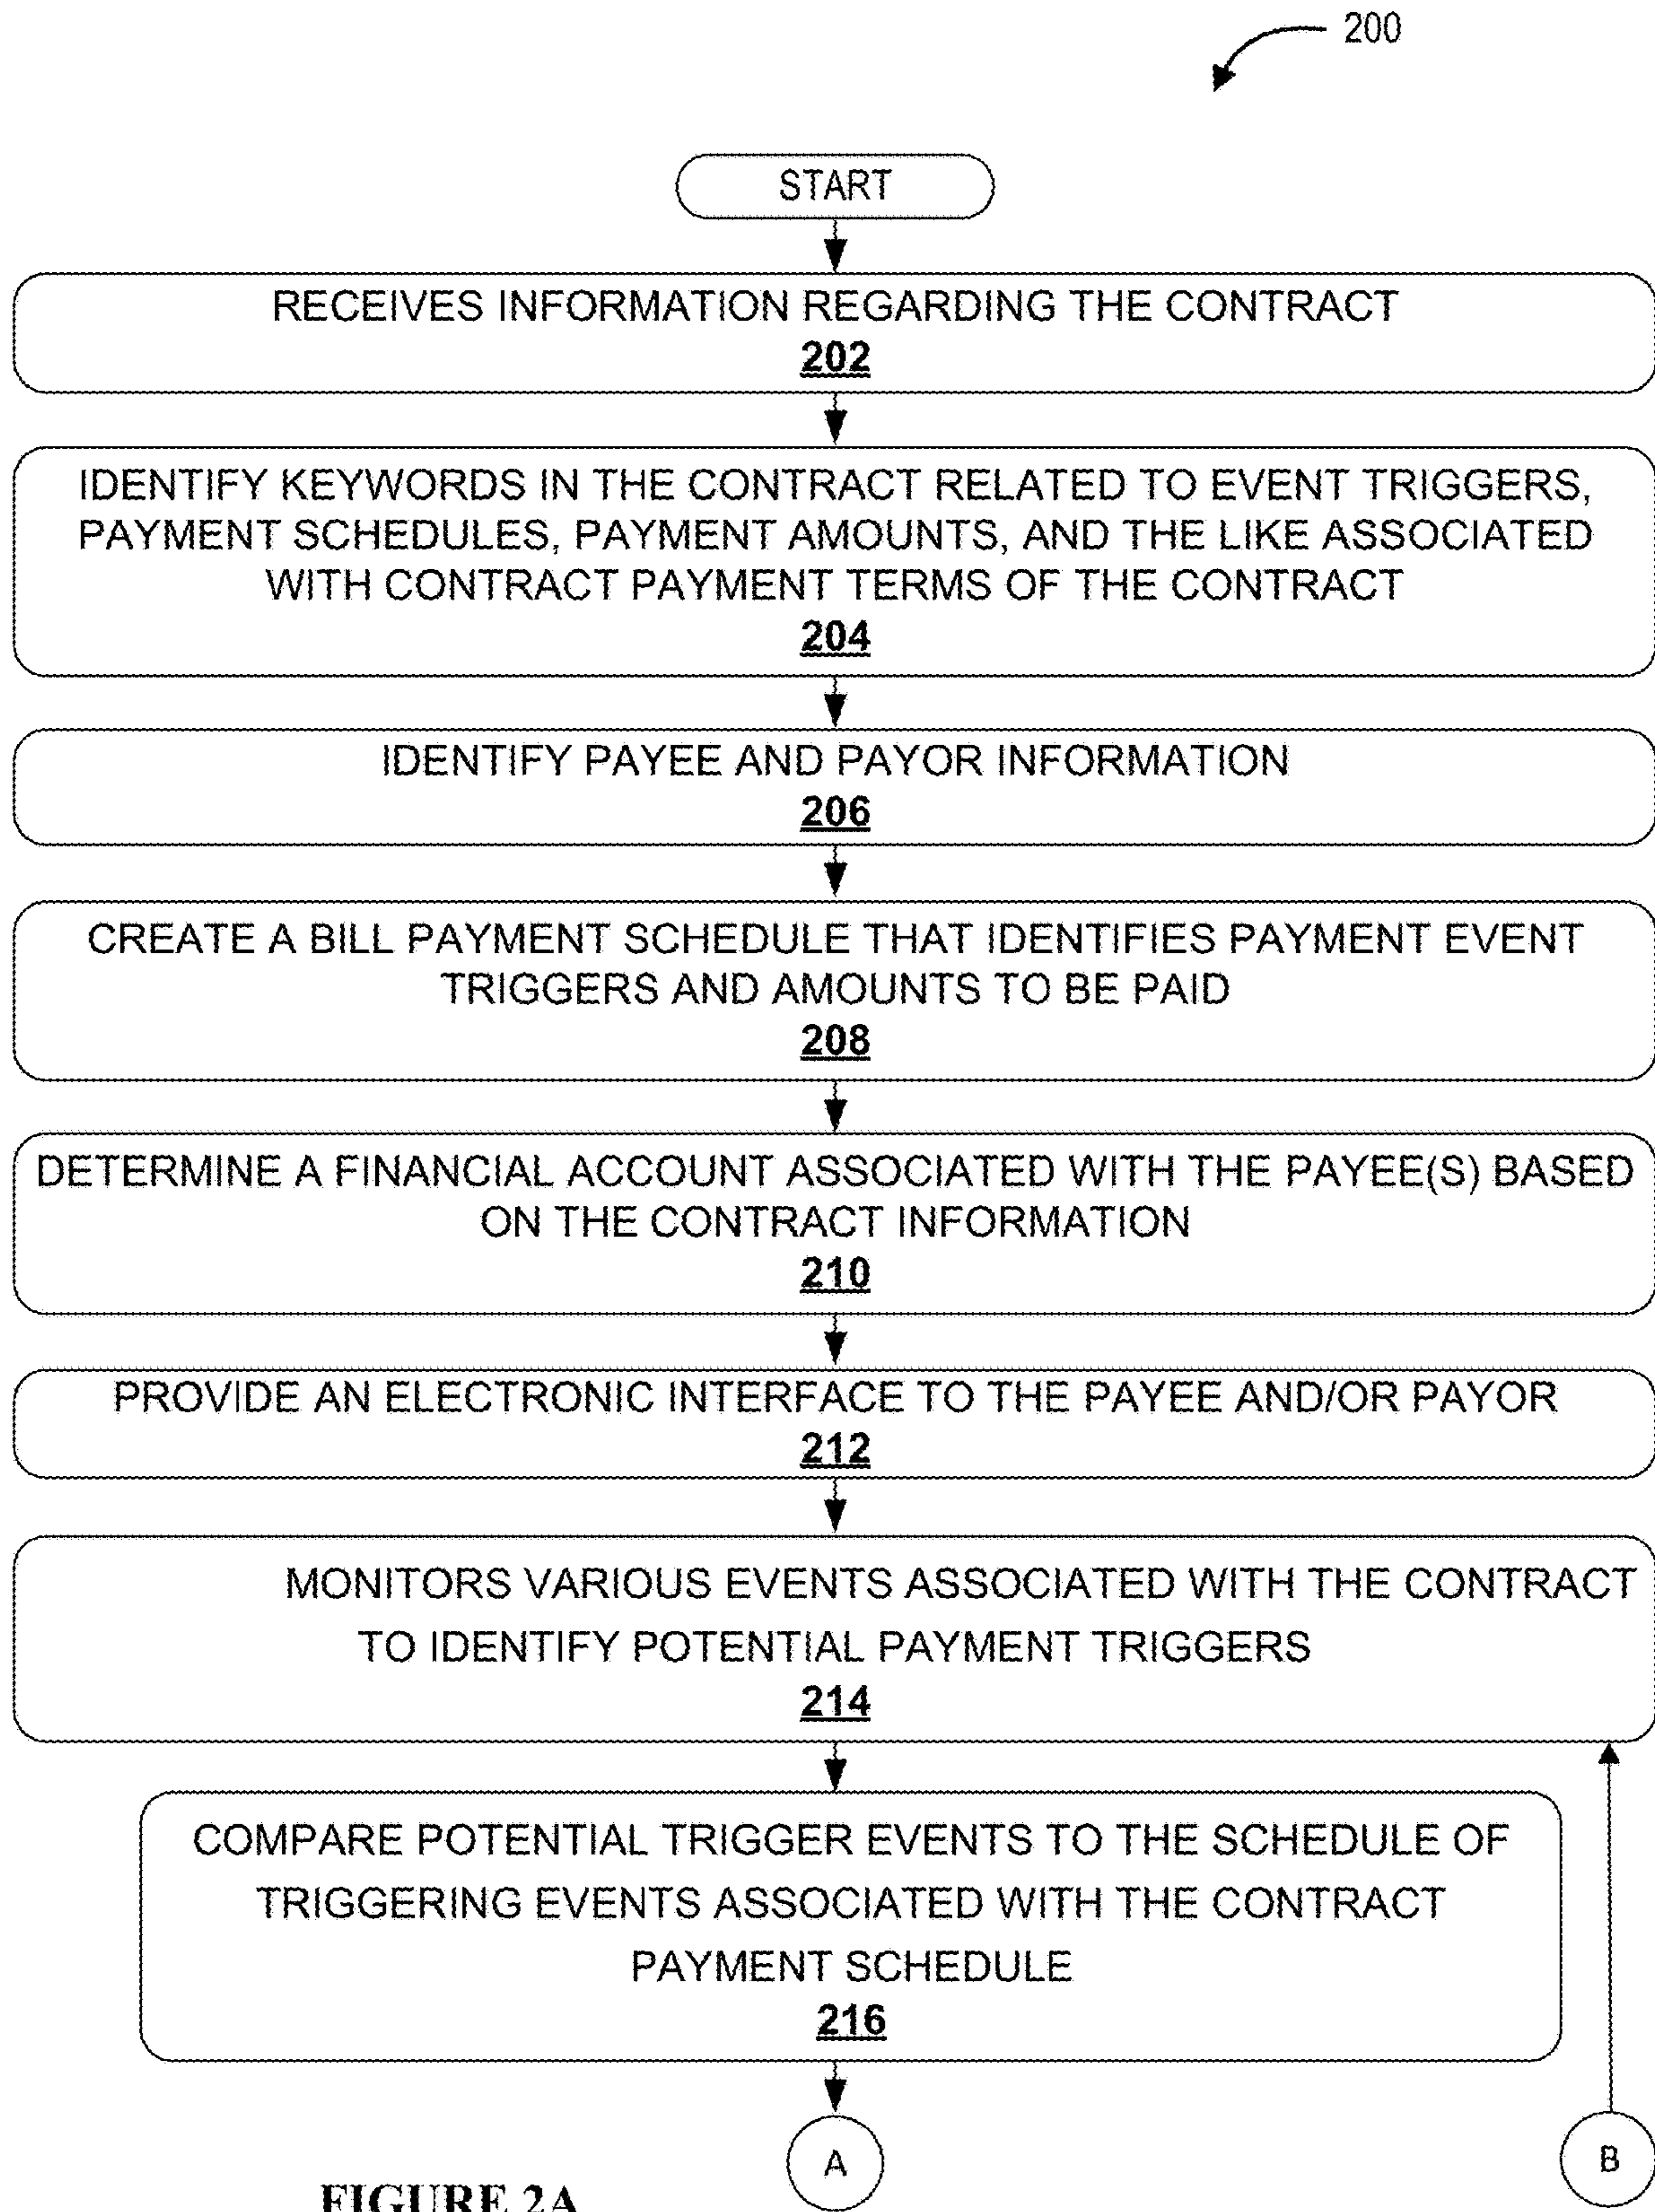 200
START
RECEIVES INFORMATION REGARDING THE CONTRACT
202
IDENTIFY KEYWORDS IN THE CONTRACT RELATED TO EVENT TRIGGERS,
PAYMENT SCHEDULES, PAYMENT AMOUNTS, AND THE LIKE ASSOCIATED
WITH CONTRACT PAYMENT TERMS OF THE CONTRACT
204
IDENTIFY PAYEE AND PAYOR INFORMATION
206
CREATE A BILL PAYMENT SCHEDULE THAT IDENTIFIES PAYMENT EVENT
TRIGGERS AND AMOUNTS TO BE PAID
208
DETERMINE A FINANCIAL ACCOUNT ASSOCIATED WITH THE PAYEE(S) BASED
ON THE CONTRACT INFORMATION
210
PROVIDE AN ELECTRONIC INTERFACE TO THE PAYEE AND/OR PAYOR
212
MONITORS VARIOUS EVENTS ASSOCIATED WITH THE CONTRACT
TO IDENTIFY POTENTIAL PAYMENT TRIGGERS
214
COMPARE POTENTIAL TRIGGER EVENTS TO THE SCHEDULE OF
TRIGGERING EVENTS ASSOCIATED WITH THE CONTRACT
PAYMENT SCHEDULE
216
A
B
FIGURE 2A